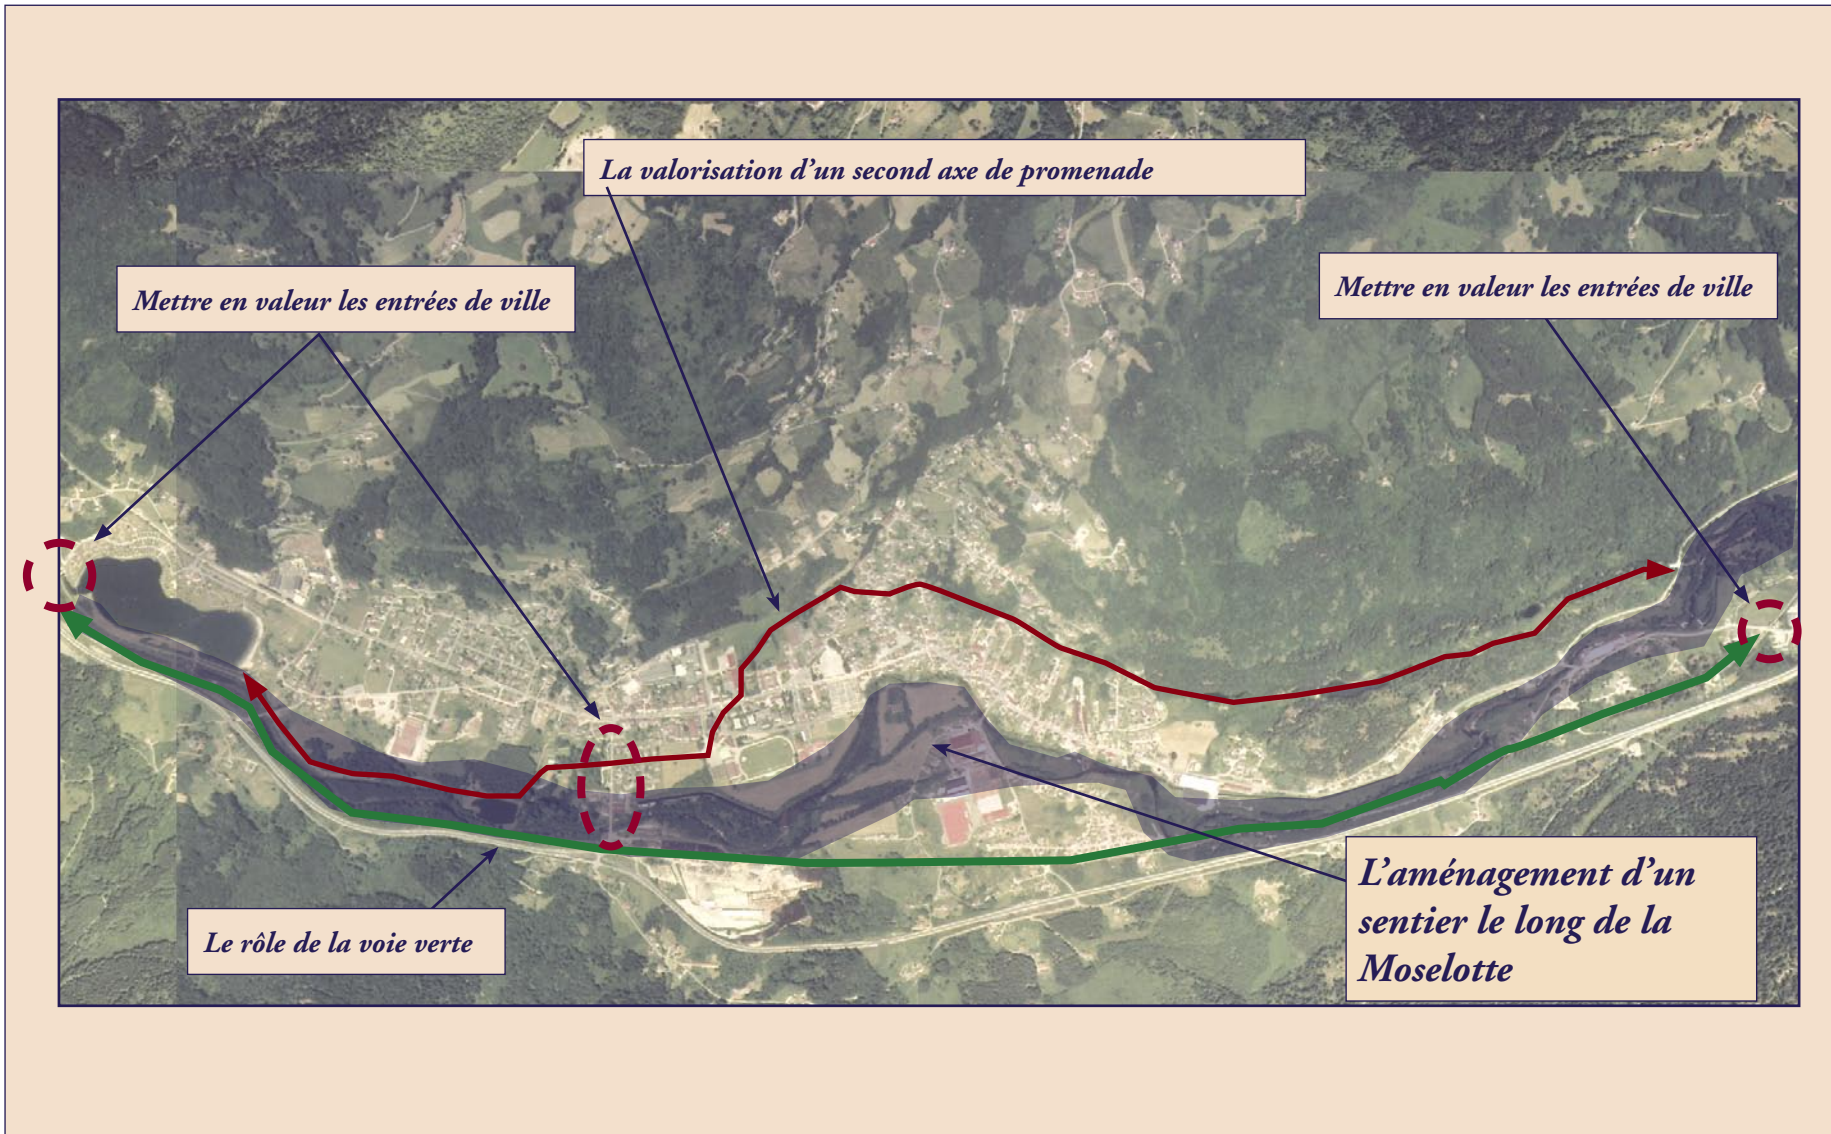 La valorisation d'un second axe de promenade
Mettre en valeur les entrées de ville
Mettre en valeur les entrées de ville
Le rôle de la voie verte
L'aménagement d'un
sentier le long de la
Moselotte